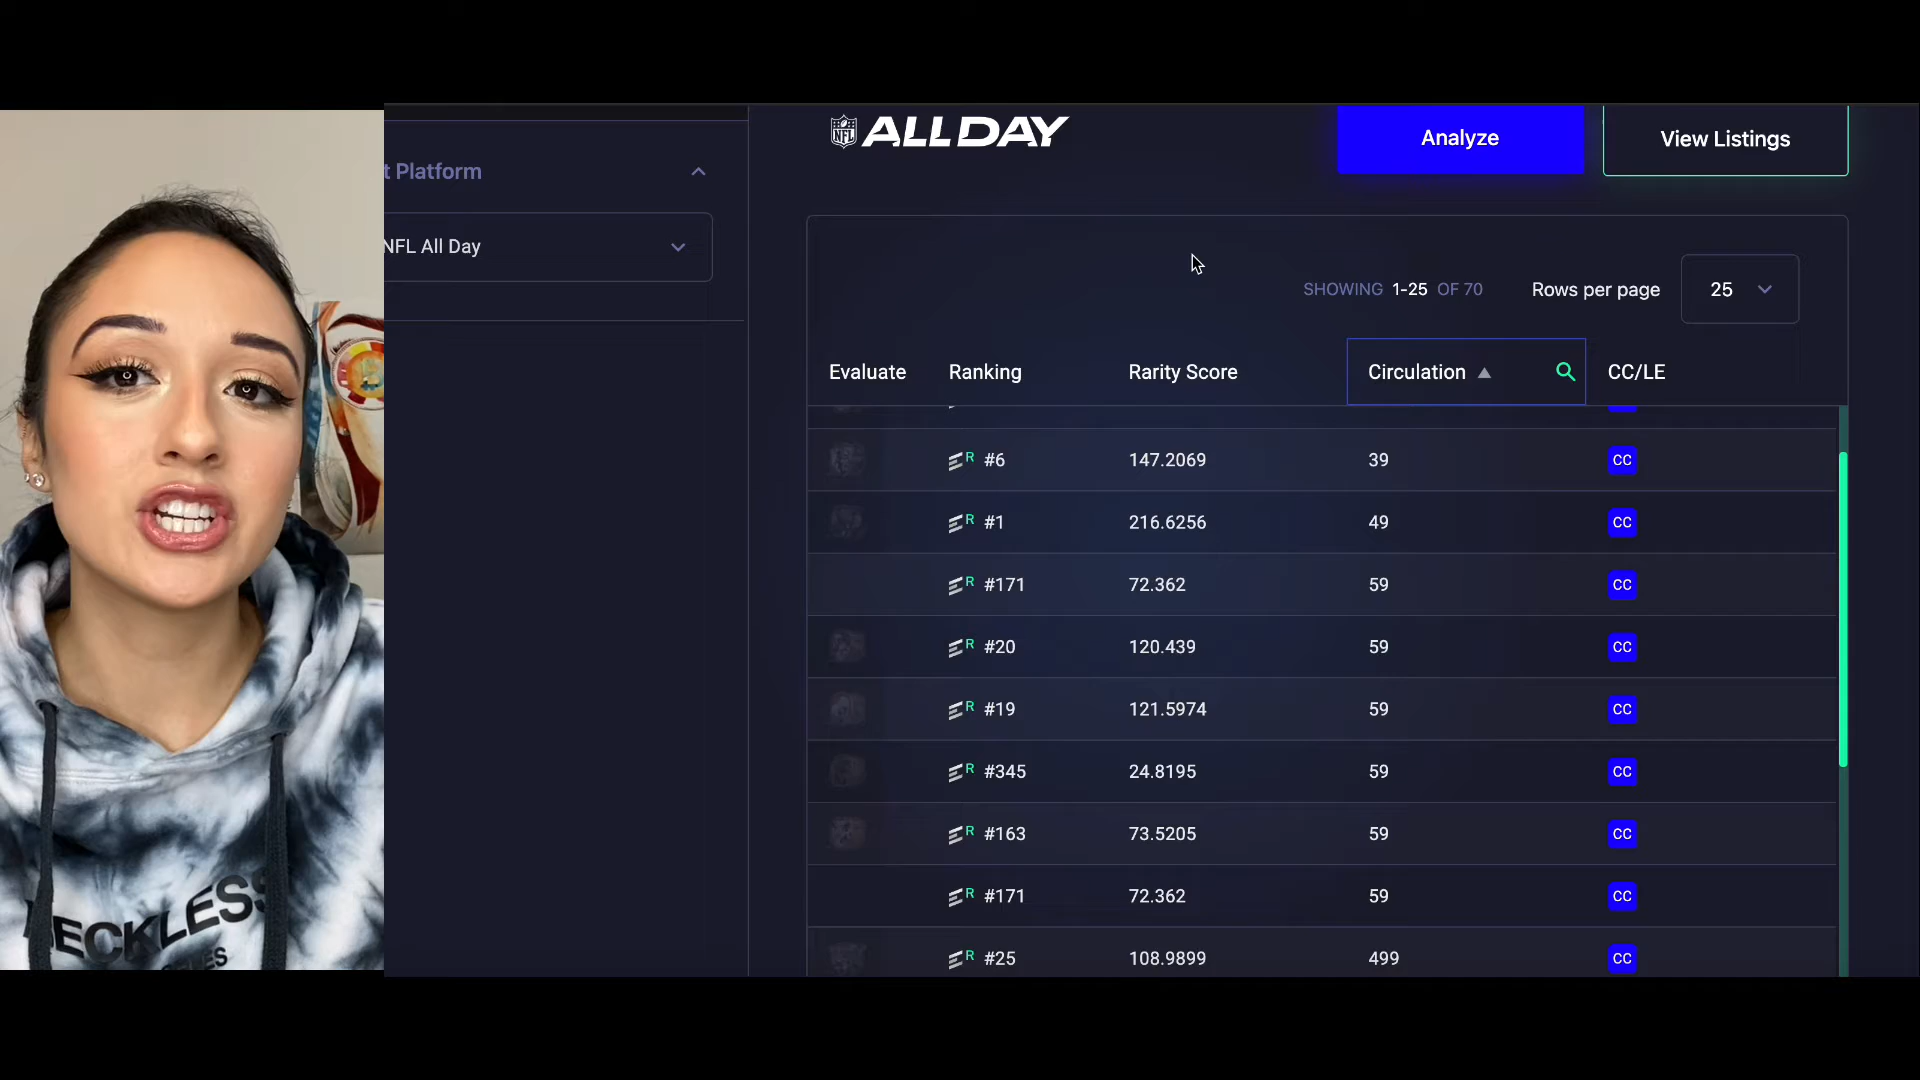 NFL ALL DAY
Analyze
View Listings
t Platform
NFL All Day
SHOWING 1-25 OF 70
Rows per page
25
Evaluate Ranking Rarity Score Circulation CC/LE
R #6 147.2069 39 CC
R #1 216.6256 49 CC
R #171 72.362 59 CC
R #20 120.439 59 CC
R #19 121.5974 59 CC
R #345 24.8195 59 CC
R #163 73.5205 59 CC
R #171 72.362 59 CC
R #25 108.9899 499 CC
ECKLESS